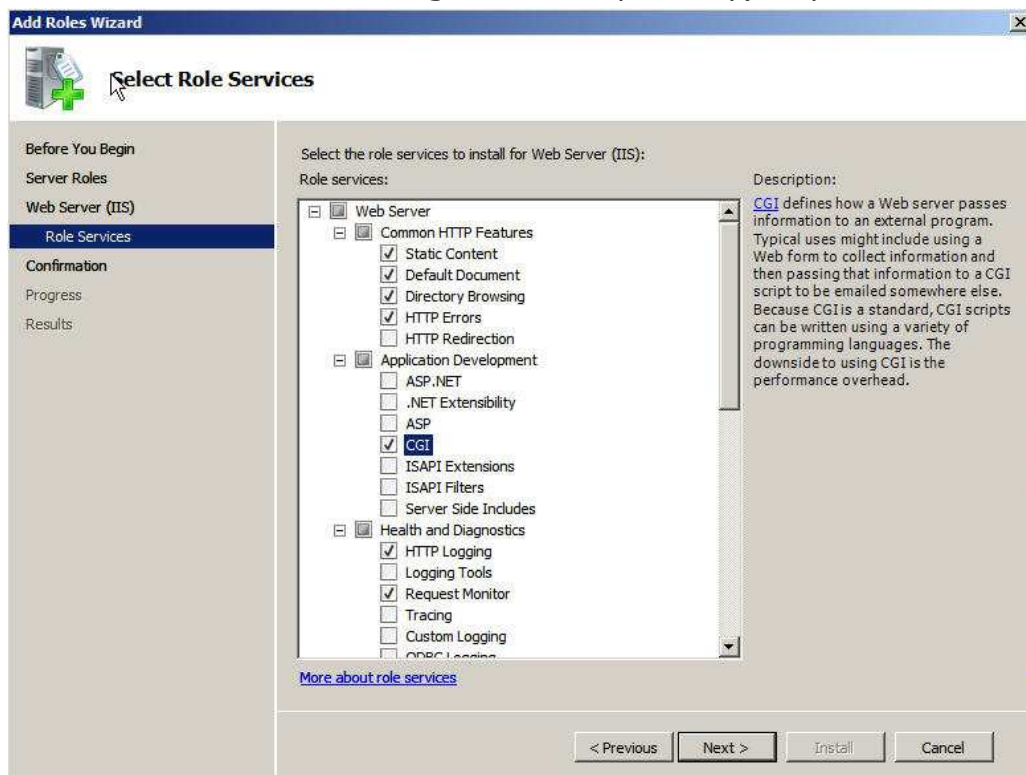 Add Roles Wizard
Select Role Services
Before You Begin
Server Roles
Web Server (IIS)
Role Services
Confirmation
Progress
Results
Select the role services to install for Web Server (IIS):
Role services:
Web Server
Common HTTP Features
Static Content
Default Document
Directory Browsing
HTTP Errors
HTTP Redirection
Application Development
ASP.NET
.NET Extensibility
ASP
CGI
ISAPI Extensions
ISAPI Filters
Server Side Includes
Health and Diagnostics
HTTP Logging
Logging Tools
Request Monitor
Tracing
Custom Logging
ODBC Logging
More about role services
Description:
CGI defines how a Web server passes
information to an external program.
Typical uses might include using a
Web form to collect information and
then passing that information to a CGI
script to be emailed somewhere else.
Because CGI is a standard, CGI scripts
can be written using a variety of
programming languages. The
downside to using CGI is the
performance overhead.
< Previous
Next >
Install
Cancel